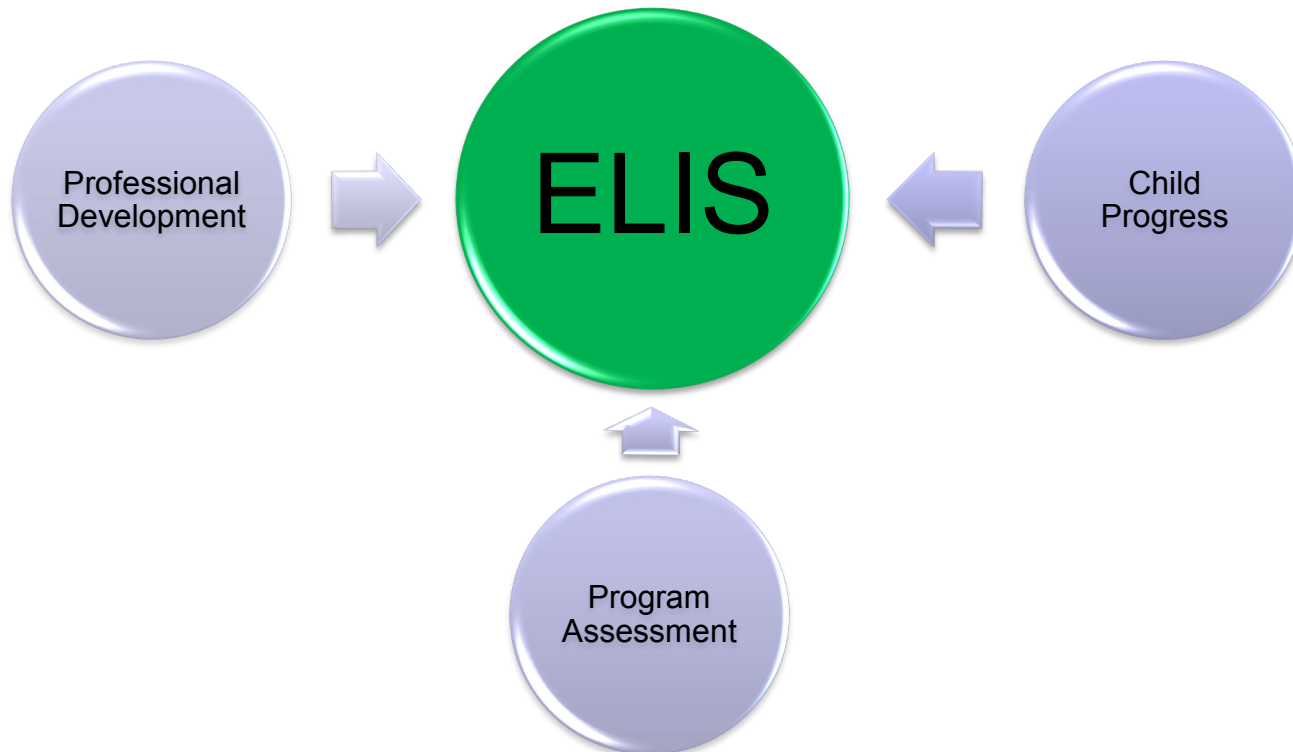 Professional
Development
ELIS
Child
Progress
Program
Assessment